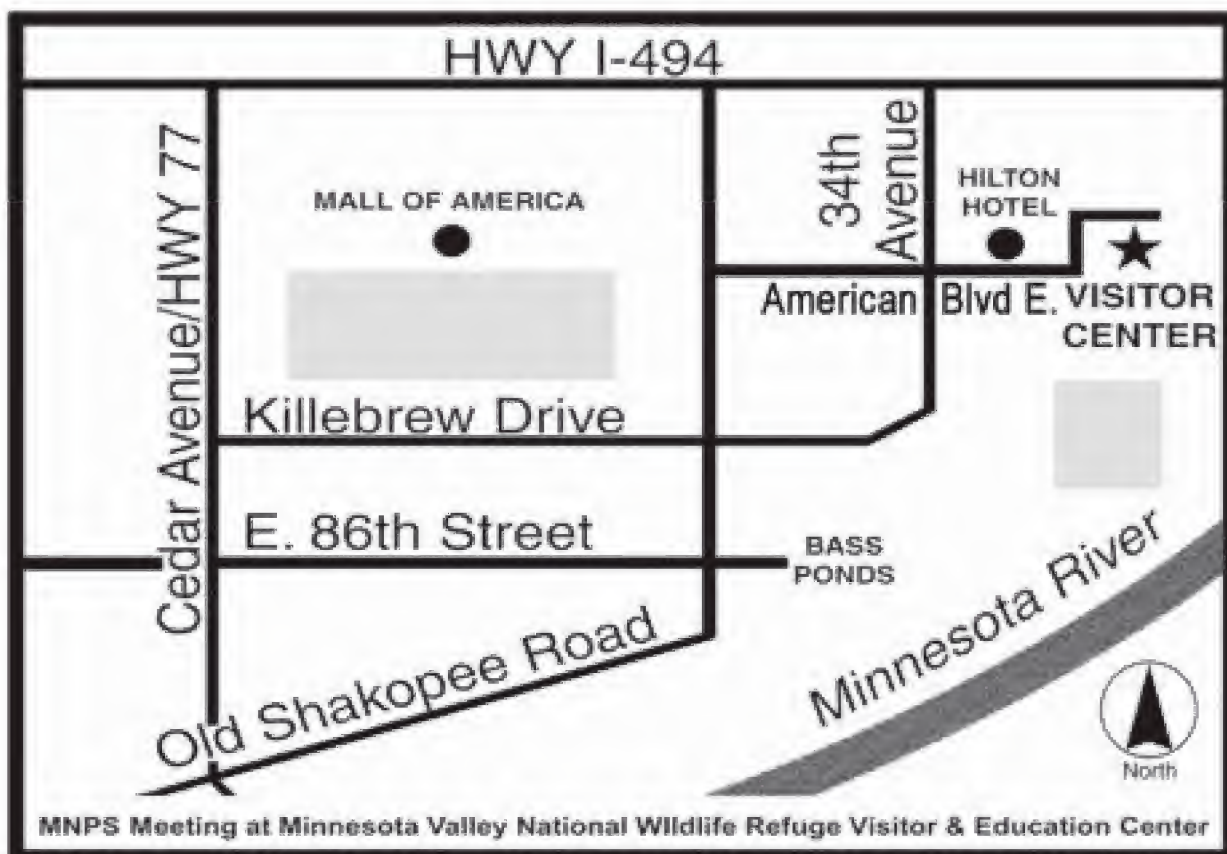 HWY I-494
Cedar Avenue/HWY 77
MALL OF AMERICA
34th
Avenue
HILTON
HOTEL
American Blvd E.
VISITOR
CENTER
Killebrew Drive
E. 86th Street
BASS
PONDS
Old Shakopee Road
Minnesota River
North
MNPS Meeting at Minnesota Valley National Wildlife Refuge Visitor & Education Center